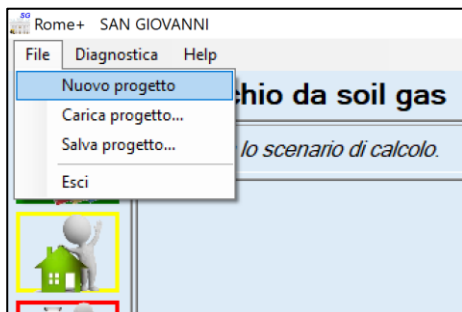 SG
Rome+ SAN GIOVANNI
File Diagnostica Help
Nuovo progetto
Carica progetto...
Salva progetto...
Esci
hio da soil gas
lo scenario di calcolo.